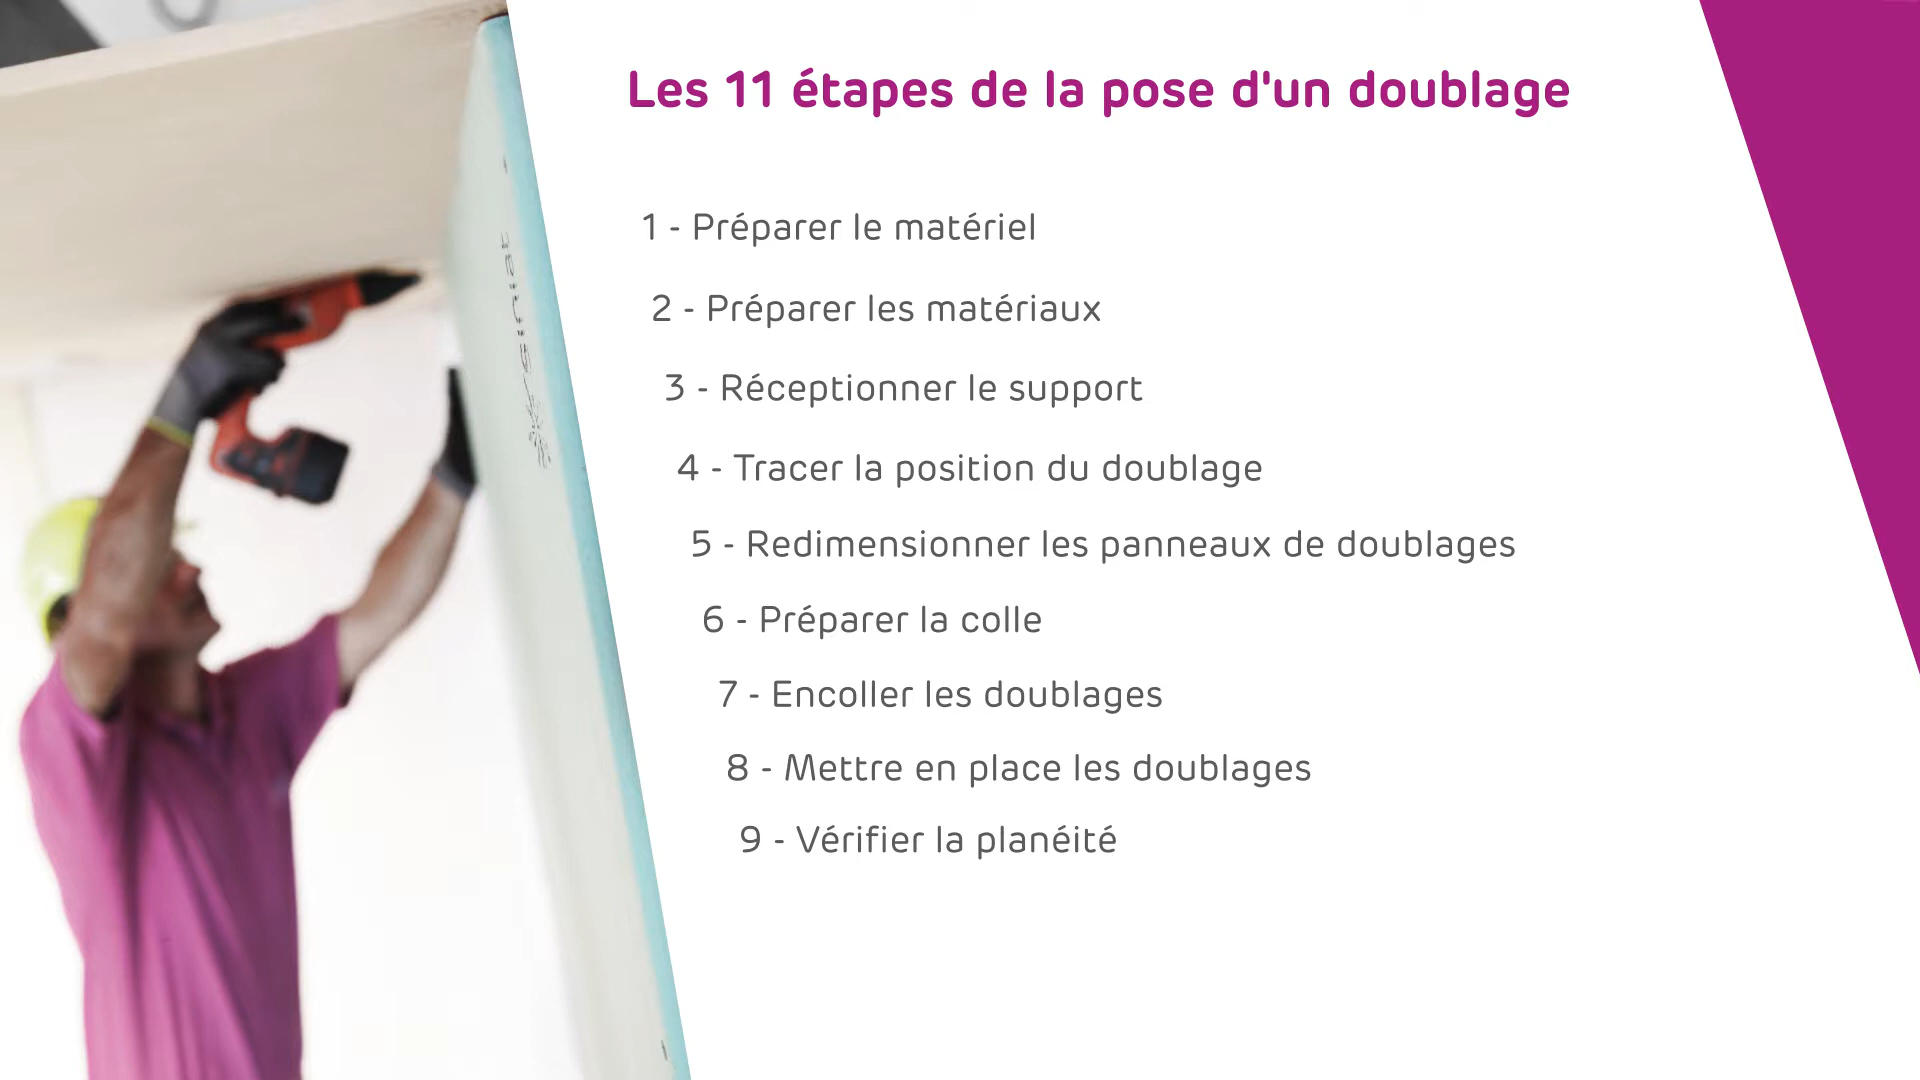 Les 11 étapes de la pose d'un doublage
1 - Préparer le matériel
2 - Préparer les matériaux
3 - Réceptionner le support
4 - Tracer la position du doublage
5 - Redimensionner les panneaux de doublages
6 - Préparer la colle
7 - Encoller les doublages
8 - Mettre en place les doublages
9 - Vérifier la planéité